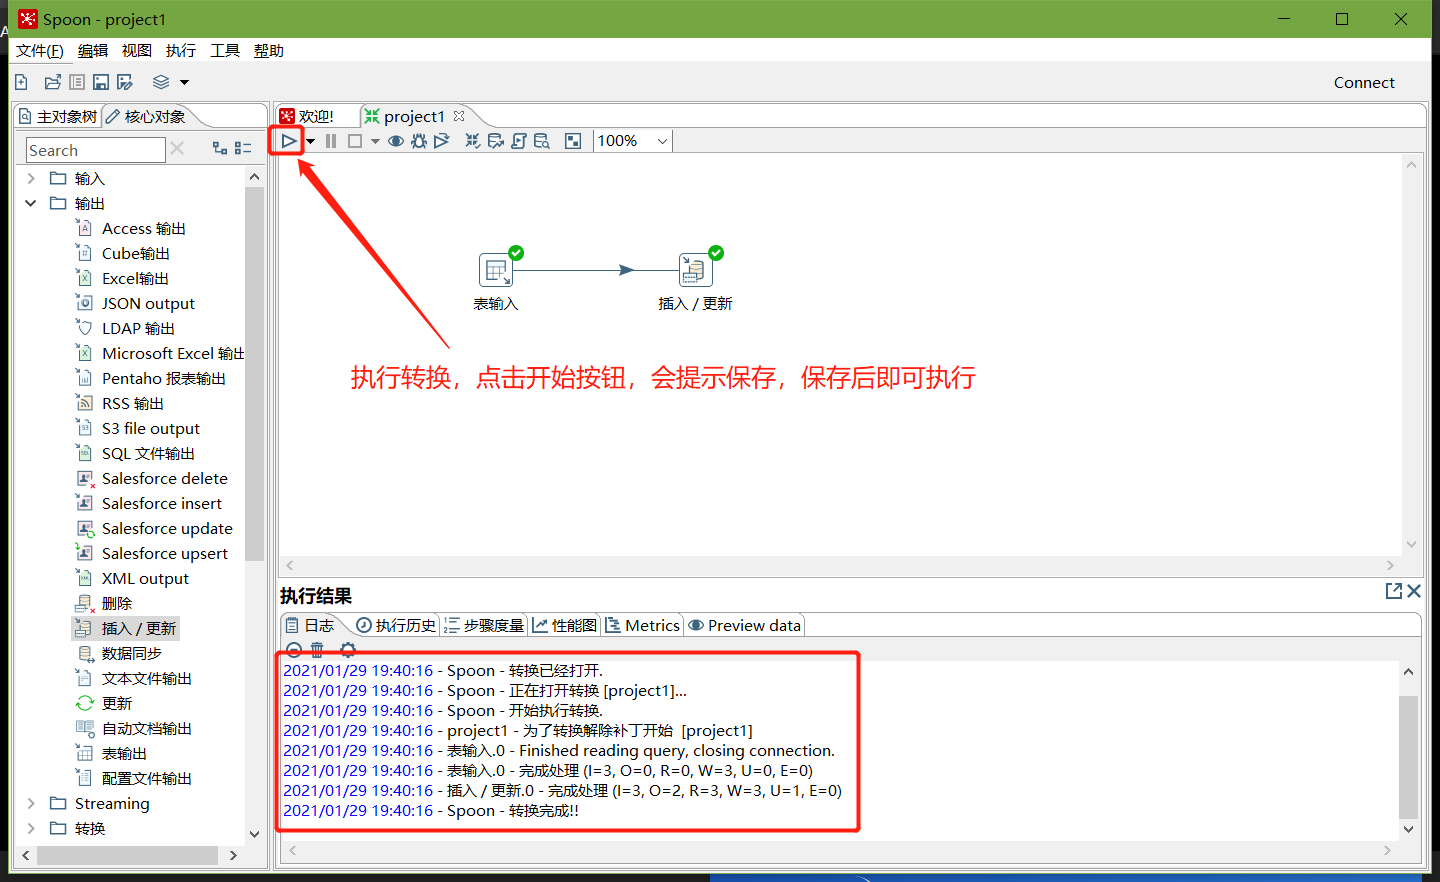 Spoon - project1
文件(F) 编辑 视图 执行 工具 帮助
Connect
主对象树 核心对象
欢迎! project1
100%
Search
输入
输出
Access 输出
Cube输出
Excel输出
JSON output
LDAP 输出
Microsoft Excel 输出
Pentaho 报表输出
RSS 输出
S3 file output
SQL 文件输出
Salesforce delete
Salesforce insert
Salesforce update
Salesforce upsert
XML output
删除
插入 / 更新
数据同步
文本文件输出
更新
自动文档输出
表输出
配置文件输出
Streaming
转换
表输入 插入 / 更新
执行转换，点击开始按钮，会提示保存，保存后即可执行
执行结果
日志 执行历史 步骤度量 性能图 Metrics Preview data
2021/01/29 19:40:16 - Spoon - 转换已经打开.
2021/01/29 19:40:16 - Spoon - 正在打开转换 [project1]...
2021/01/29 19:40:16 - Spoon - 开始执行转换.
2021/01/29 19:40:16 - project1 - 为了转换解除补丁开始 [project1]
2021/01/29 19:40:16 - 表输入.0 - Finished reading query, closing connection.
2021/01/29 19:40:16 - 表输入.0 - 完成处理 (I=3, O=0, R=0, W=3, U=0, E=0)
2021/01/29 19:40:16 - 插入 / 更新.0 - 完成处理 (I=3, O=2, R=3, W=3, U=1, E=0)
2021/01/29 19:40:16 - Spoon - 转换完成!!